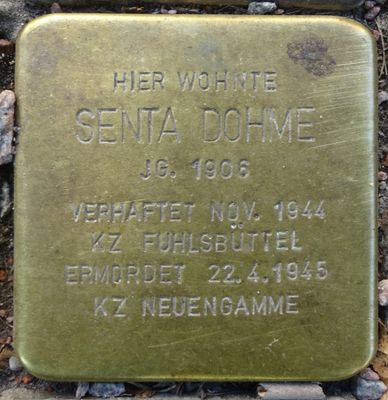 HIER WOHNTE
SENTA DOHME
JG. 1906
VERHAFTET NOV. 1944
KZ FUHLSBÜTTEL
ERMORDET 22.4.1945
KZ NEUENGAMME